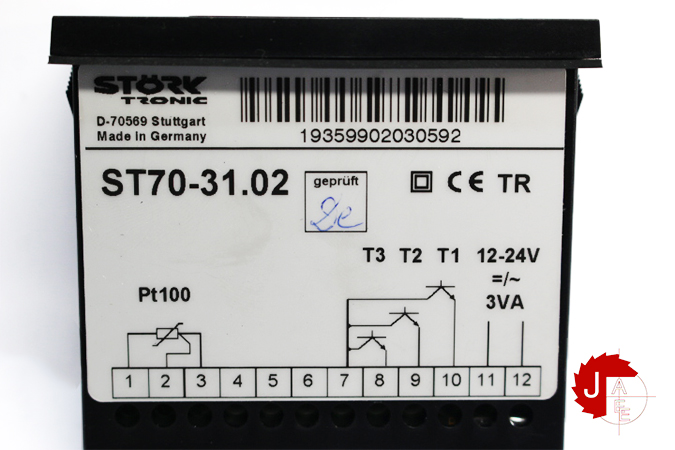 STÖRK
TRONIC
D-70569 Stuttgart
Made in Germany
19359902030592
ST70-31.02
geprüft
CE TR
T3 T2 T1 12-24V
=/~
3VA
Pt100
1 2 3 4 5 6 7 8 9 10 11 12
J